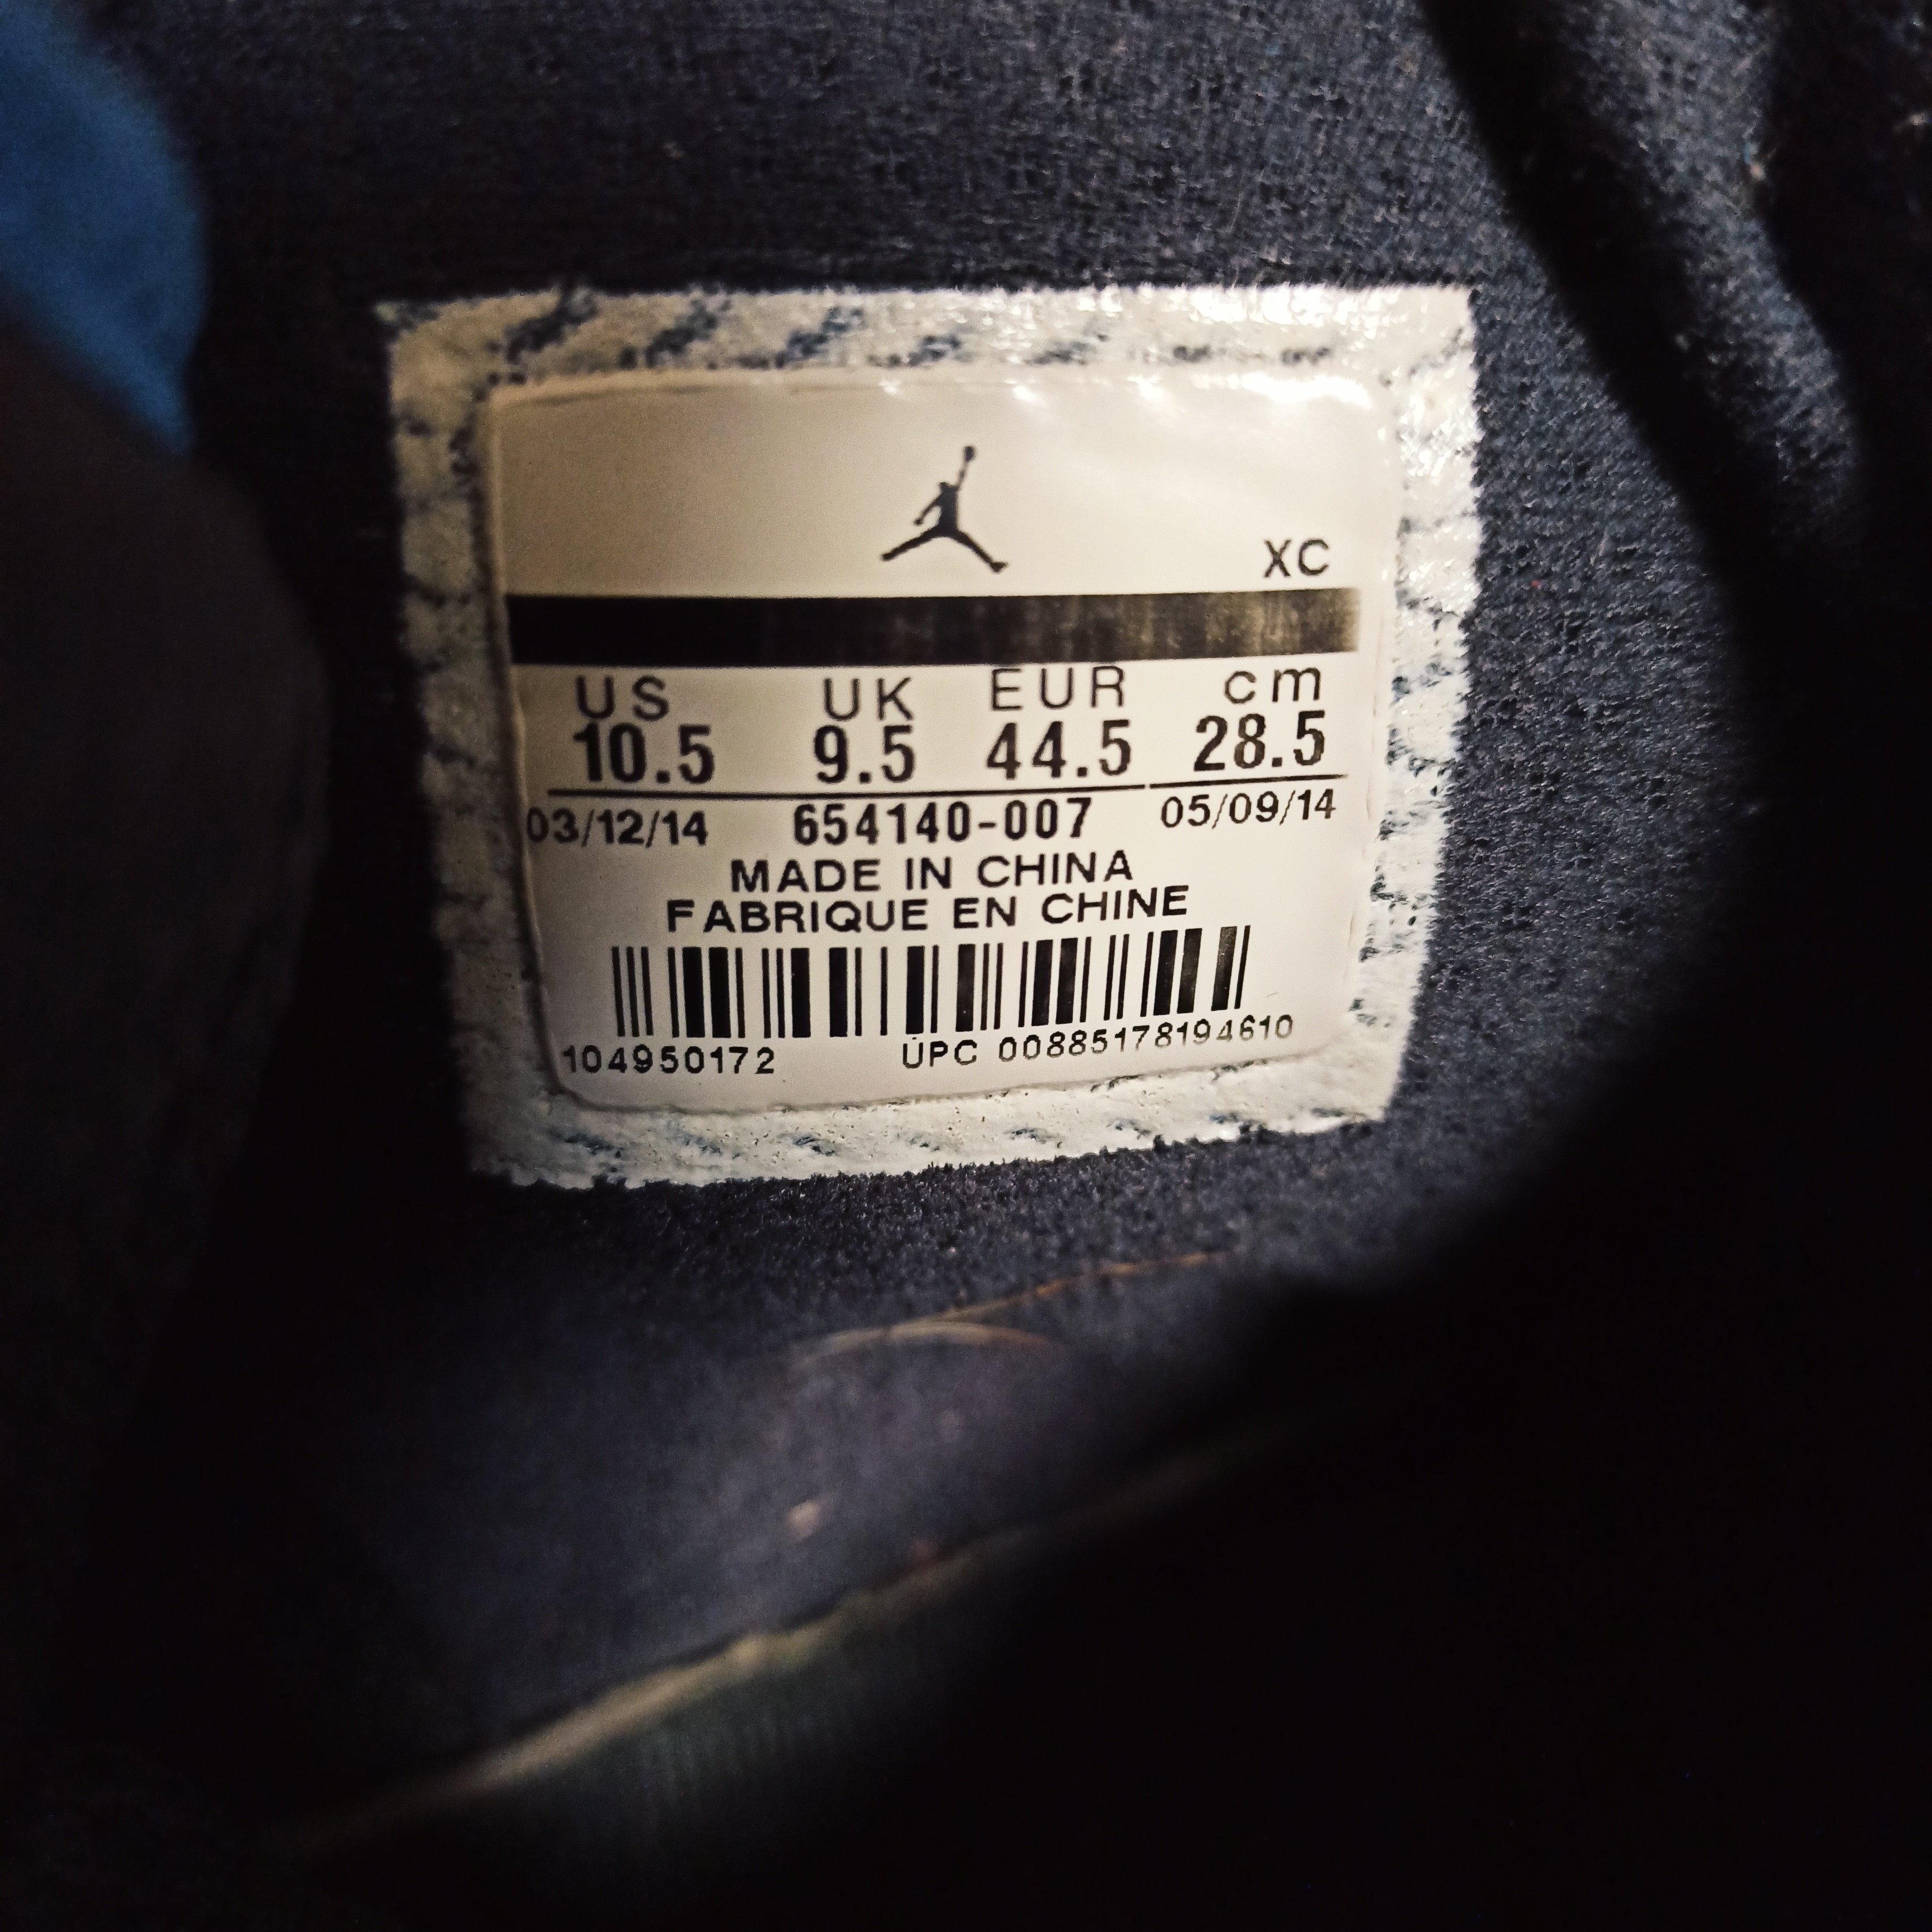 XC
US UK EUR cm
10.5 9.5 44.5 28.5
03/12/14 654140-007 05/09/14
MADE IN CHINA
FABRIQUE EN CHINE
104950172 UPC 00885178194610